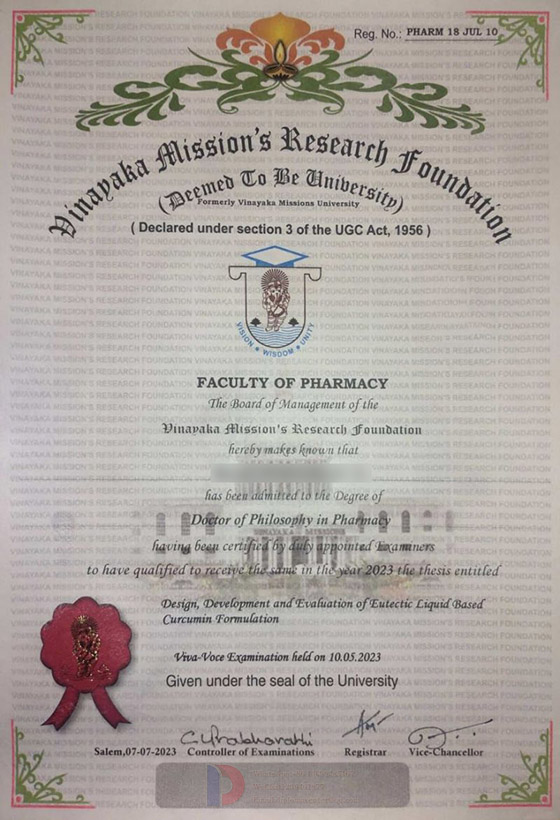 Reg. No.: PHARM 18 JUL 10
Vinayaka Mission's Research Foundation
(Deemed To Be University)
Formerly Vinayaka Missions University
( Declared under section 3 of the UGC Act, 1956 )
VISION • WISDOM • UNITY
FACULTY OF PHARMACY
The Board of Management of the
Vinayaka Mission's Research Foundation
hereby makes known that
has been admitted to the Degree of
Doctor of Philosophy in Pharmacy
having been certified by duly appointed Examiners
to have qualified to receive the same in the year 2023 the thesis entitled
Design, Development and Evaluation of Eutectic Liquid Based
Curcumin Formulation
Viva-Voce Examination held on 10.05.2023
Given under the seal of the University
Salem,07-07-2023 Controller of Examinations Registrar Vice-Chancellor